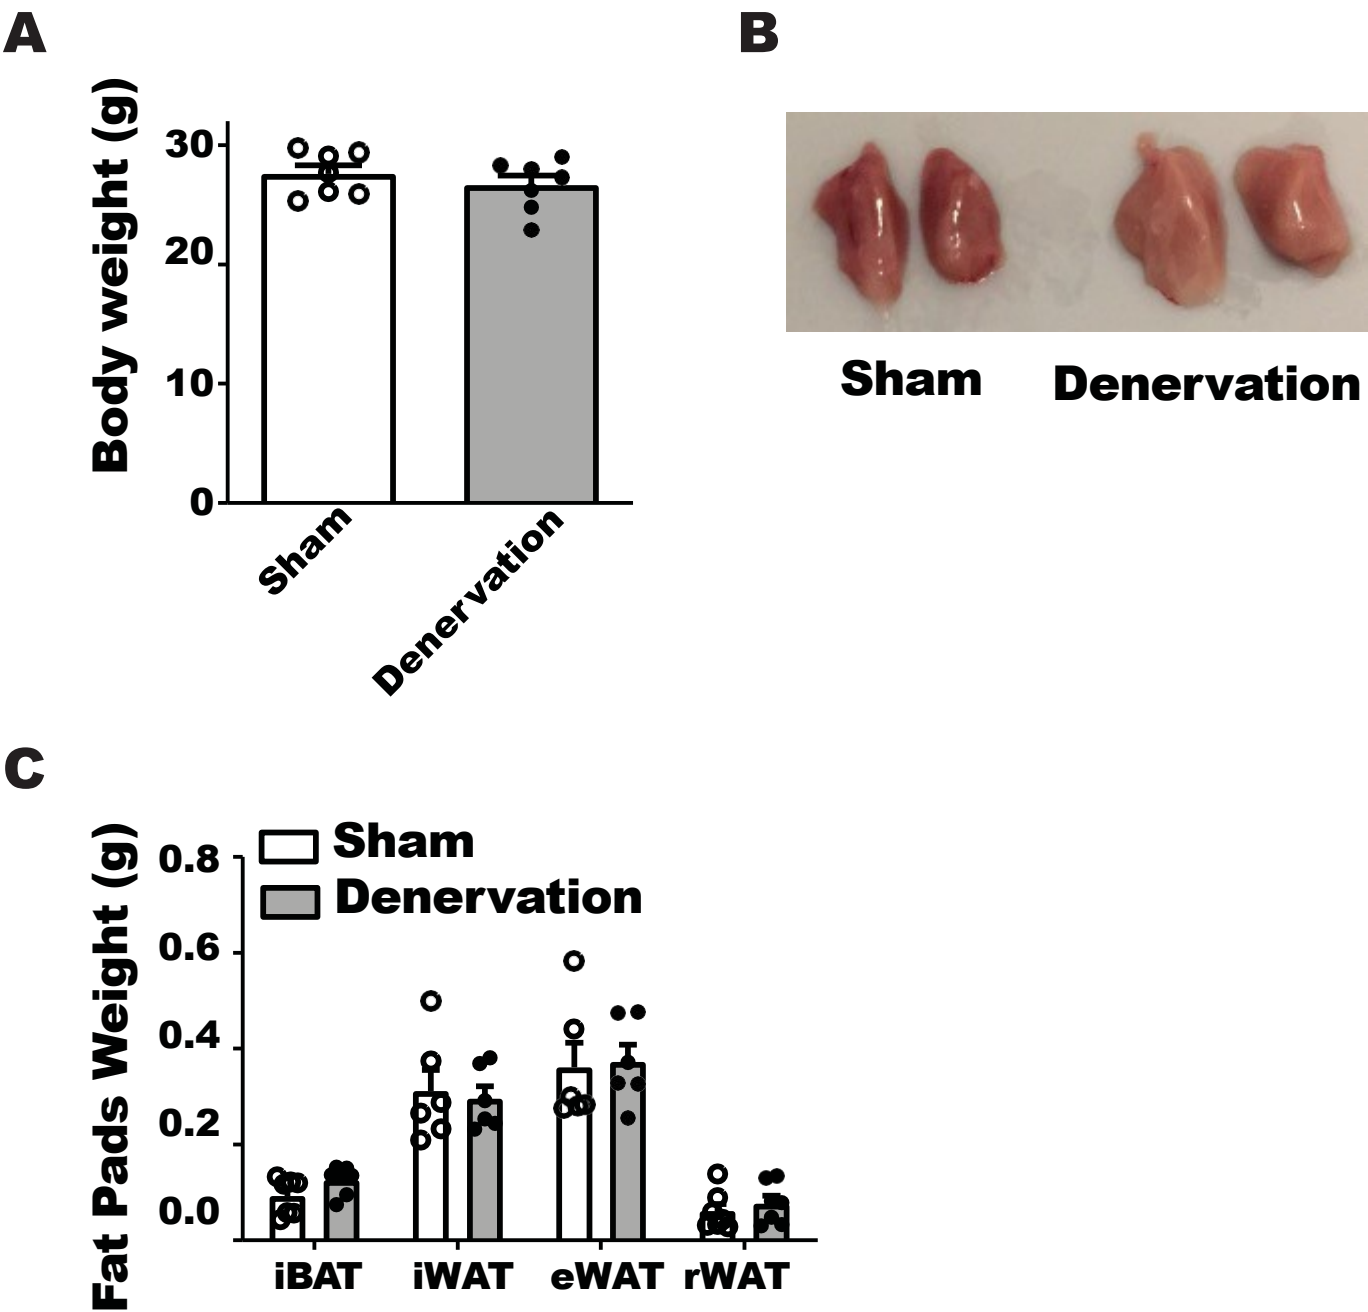 A
Body weight (g)
30
20
10
0
Sham
Denervation
B
Sham
Denervation
C
Fat Pads Weight (g)
0.8
0.6
0.4
0.2
0.0
Sham
Denervation
iBAT iWAT eWAT rWAT